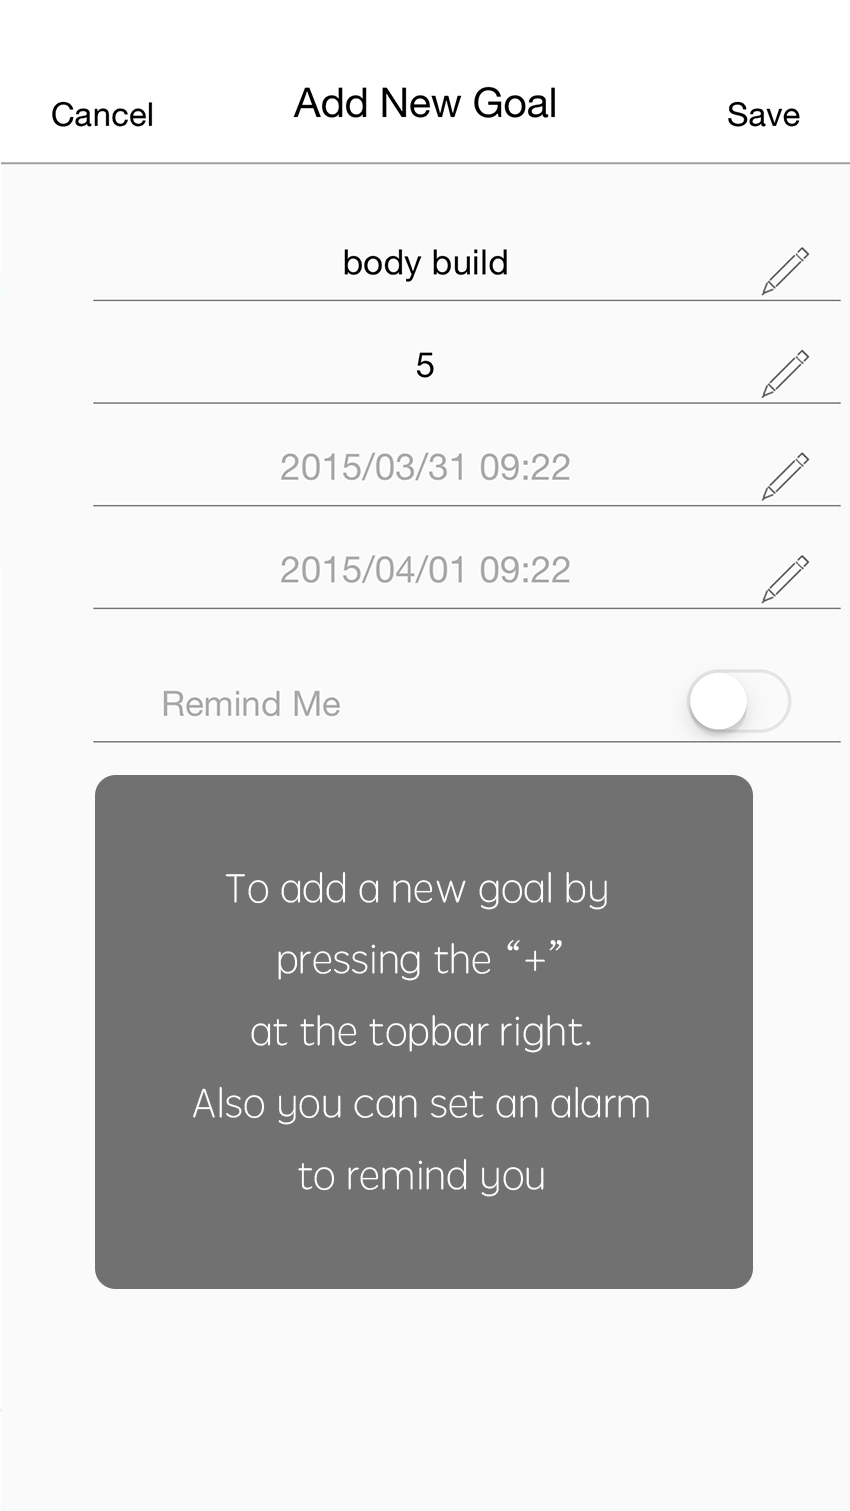 Cancel Add New Goal Save
body build
5
2015/03/31 09:22
2015/04/01 09:22
Remind Me
To add a new goal by
pressing the “+”
at the topbar right.
Also you can set an alarm
to remind you